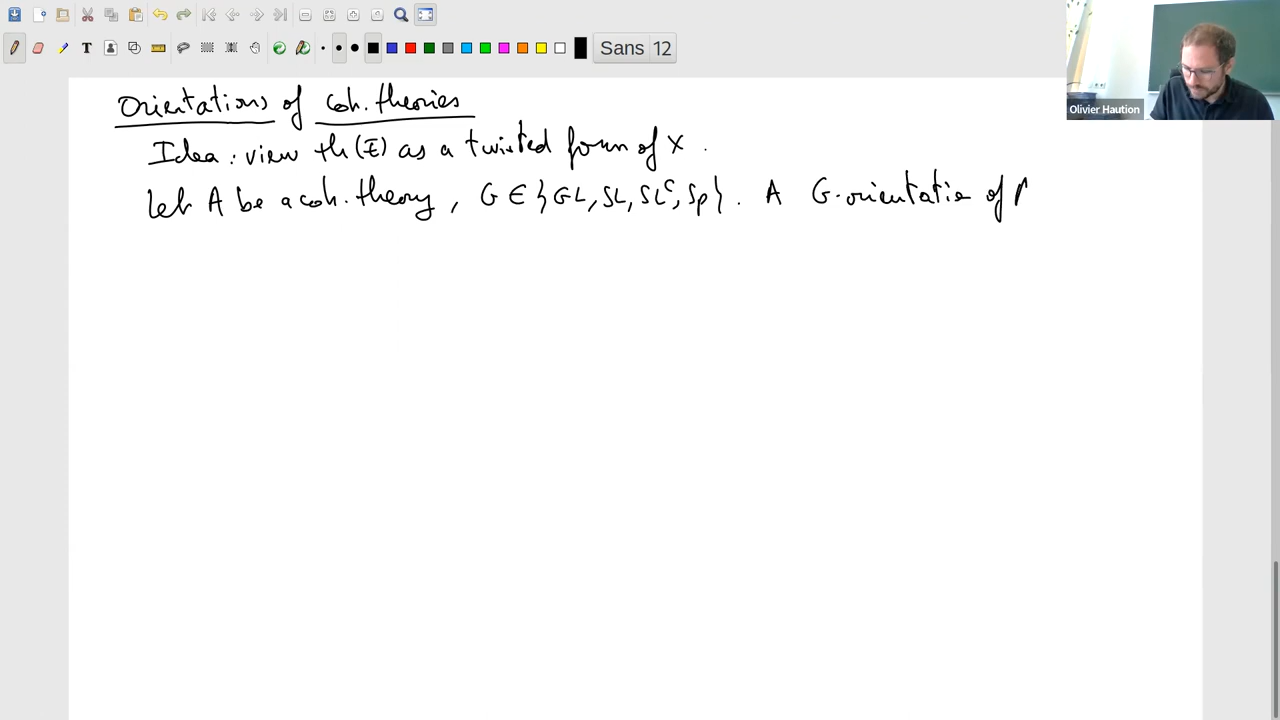 Sans 12
Olivier Haution
Orientations of coh. theories
Idea: view th(E) as a twisted form of X.
Let A be a coh. theory, G ∈ {GL, SL, SL^c, Sp}. A G-orientation of